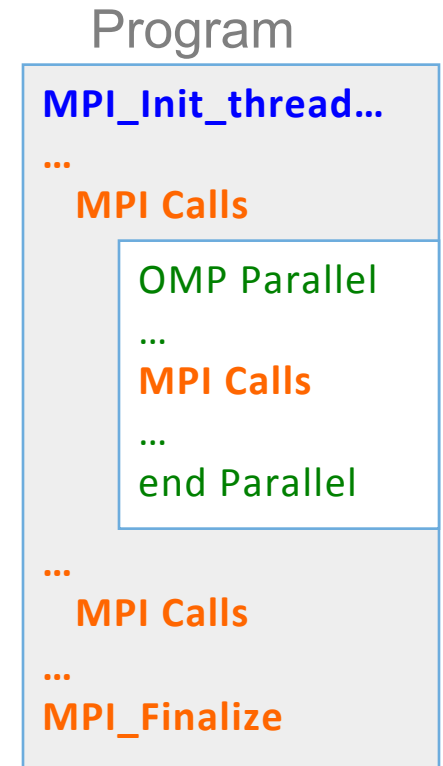 Program
MPI_Init_thread…
…
MPI Calls
OMP Parallel
…
MPI Calls
…
end Parallel
…
MPI Calls
…
MPI_Finalize